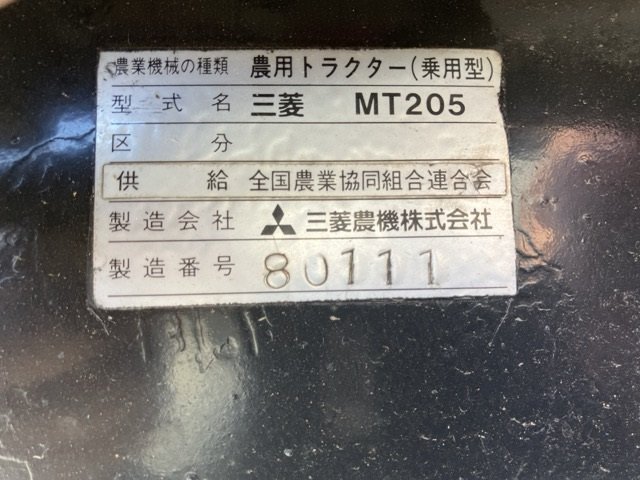 農業機械の種類 農用トラクター(乗用型)
型式名 三菱 MT205
区分
供給 全国農業協同組合連合会
製造会社 三菱農機株式会社
製造番号 80111